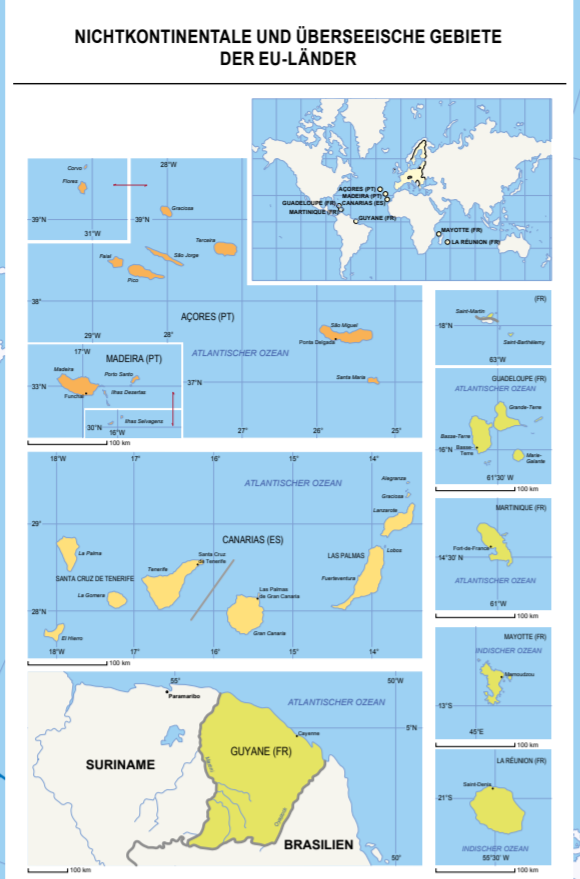 NICHTKONTINENTALE UND ÜBERSEEISCHE GEBIETE
DER EU-LÄNDER
AÇORES (PT)
MADEIRA (PT)
GUADELOUPE (FR)
CANARIAS (ES)
MARTINIQUE (FR)
GUYANE (FR)
MAYOTTE (FR)
LA RÉUNION (FR)
Corvo
Flores
39°N
31°W
28°W
Graciosa
39°N
Terceira
São Jorge
Faial
Pico
38°
29°W
28°
AÇORES (PT)
São Miguel
Ponta Delgada
ATLANTISCHER OZEAN
Santa Maria
37°N
27°
26°
25°
17°W
MADEIRA (PT)
Madeira
Porto Santo
33°N
Funchal
Ilhas Desertas
Ilhas Selvagens
30°N
16°W
100 km
(FR)
Saint-Martin
18°N
Saint-Barthélemy
63°W
GUADELOUPE (FR)
ATLANTISCHER OZEAN
Grande-Terre
Basse-Terre
Basse-
Terre
16°N
Marie-
Galante
61°30' W
100 km
18°W
17°W
16°
15°
14°
ATLANTISCHER OZEAN
Alegranza
Graciosa
Lanzarote
29°
CANARIAS (ES)
La Palma
Santa Cruz
de Tenerife
Lobos
LAS PALMAS
SANTA CRUZ DE TENERIFE
Tenerife
Fuerteventura
La Gomera
Las Palmas
de Gran Canaria
28°N
El Hierro
Gran Canaria
18°W
17°W
16°
15°
14°
100 km
MARTINIQUE (FR)
Fort-de-France
14°30' N
ATLANTISCHER OZEAN
61°W
100 km
MAYOTTE (FR)
INDISCHER OZEAN
Mamoudzou
13°S
45°E
100 km
55°
50°W
Paramaribo
ATLANTISCHER OZEAN
5°N
Cayenne
GUYANE (FR)
SURINAME
BRASILIEN
50°
100 km
LA RÉUNION (FR)
Saint-Denis
21°S
INDISCHER OZEAN
55°30' W
100 km